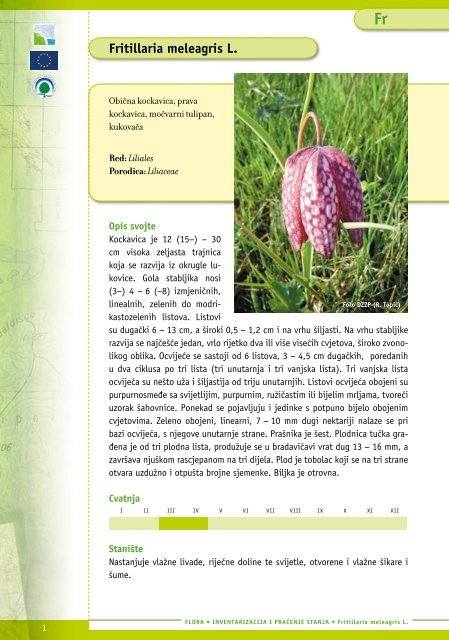 Fr
Fritillaria meleagris L.
Obična kockavica, prava
kockavica, močvarni tulipan,
kukovača
Red: Liliales
Porodica: Liliaceae
Foto DZZP (R. Topić)
Opis svojte
Kockavica je 12 (15–) – 30
cm visoka zeljasta trajnica
koja se razvija iz okrugle lu-
kovice. Gola stabljika nosi
(3–) 4 – 6 (–8) izmjeničnih,
linealnih, zelenih do modri-
kastozelenih listova. Listovi
su dugački 6 – 13 cm, a široki 0,5 – 1,2 cm i na vrhu šiljasti. Na vrhu stabljike
razvija se najčešće jedan, vrlo rijetko dva ili više visećih cvjetova, široko zvono-
likog oblika. Ocvijeće se sastoji od 6 listova, 3 – 4,5 cm dugačkih, poredanih
u dva ciklusa po tri lista (tri unutarnja i tri vanjska lista). Tri vanjska lista
ocvijeća su nešto uža i šiljastija od triju unutarnjih. Listovi ocvijeća obojeni su
purpurnosmeđe sa svijetlijim, purpurnim, ružičastim ili bijelim mrljama, tvoreći
uzorak šahovnice. Ponekad se pojavljuju i jedinke s potpuno bijelo obojenim
cvjetovima. Zeleno obojeni, linearni, 7 – 10 mm dugi nektariji nalaze se pri
bazi ocvijeća, s njegove unutarnje strane. Prašnika je šest. Plodnica tučka gra-
đena je od tri plodna lista, produžuje se u bradavičavi vrat dug 13 – 16 mm, a
završava njuškom rascjepanom na tri dijela. Plod je tobolac koji se na tri strane
otvara uzdužno i otpušta brojne sjemenke. Biljka je otrovna.
Cvatnja
I II III IV V VI VII VIII IX X XI XII
Stanište
Nastanjuje vlažne livade, riječne doline te svijetle, otvorene i vlažne šikare i
šume.
FLORA • INVENTARIZACIJA I PRAĆENJE STANJA • Fritillaria meleagris L.
1